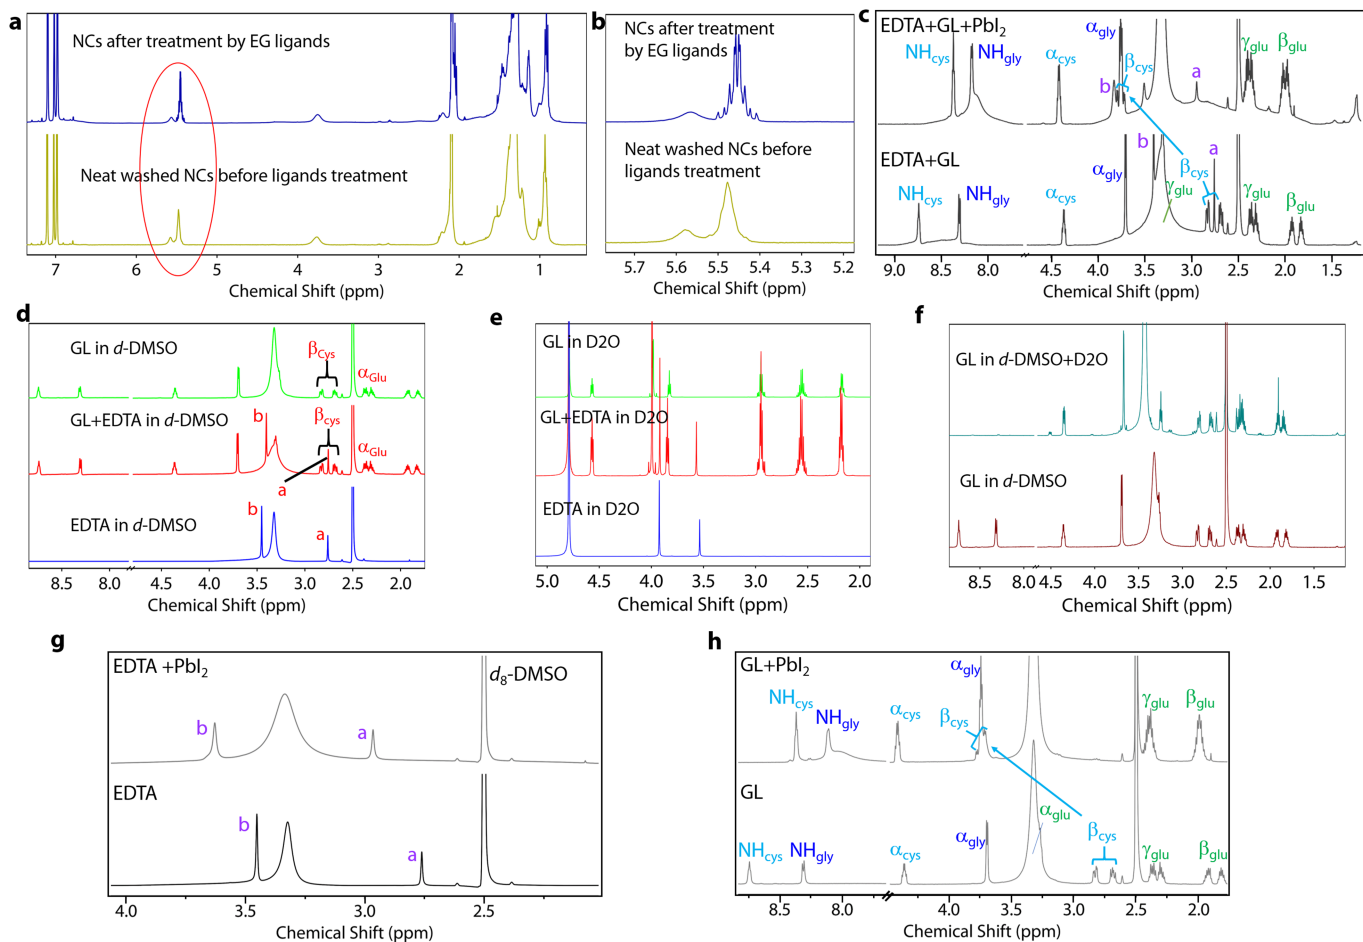 a
NCs after treatment by EG ligands
Neat washed NCs before ligands treatment
7 6 5 4 3 2 1
Chemical Shift (ppm)
b
NCs after treatment
by EG ligands
Neat washed NCs before
ligands treatment
5.7 5.6 5.5 5.4 5.3 5.2
Chemical Shift (ppm)
c
EDTA+GL+PbI2
NHcys
NHgly
αcys
αgly
b
βcys
a
γglu
βglu
EDTA+GL
NHcys
NHgly
αcys
αgly
b
γglu
βcys
a
γglu
βglu
9.0 8.0 4.5 3.5 3.0 2.5 1.5
Chemical Shift (ppm)
d
GL in d-DMSO
βCys
αGlu
GL+EDTA in d-DMSO
b
βcys
αGlu
a
EDTA in d-DMSO
b
a
8.5 8.0 4.0 3.5 3.0 2.5 2.0
Chemical Shift (ppm)
e
GL in D2O
GL+EDTA in D2O
EDTA in D2O
5.0 4.5 4.0 3.5 3.0 2.5 2.0
Chemical Shift (ppm)
f
GL in d-DMSO+D2O
GL in d-DMSO
8.5 8.0 4.5 4.0 3.5 3.0 2.5 2.0 1.5
Chemical Shift (ppm)
g
EDTA +PbI2
d8-DMSO
b
a
EDTA
b
a
4.0 3.5 3.0 2.5
Chemical Shift (ppm)
h
GL+PbI2
NHcys
NHgly
αcys
αgly
βcys
γglu
βglu
GL
NHcys
NHgly
αcys
αgly
αglu
βcys
γglu
βglu
8.5 8.0 4.0 3.5 3.0 2.5 2.0
Chemical Shift (ppm)